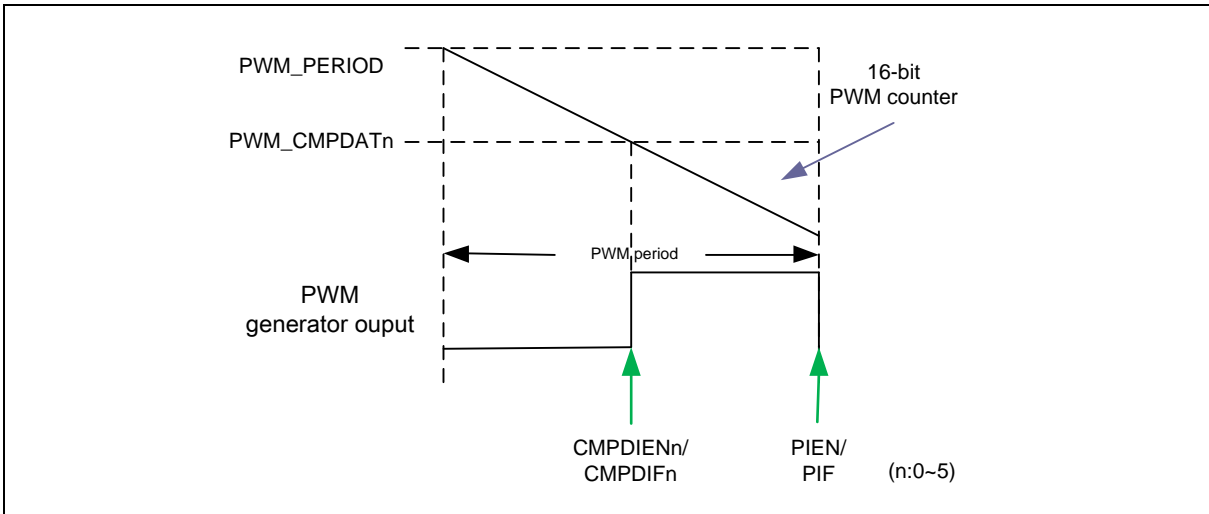 PWM_PERIOD
16-bit
PWM counter
PWM_CMPDATn
PWM period
PWM
generator ouput
CMPDIENn/
CMPDIFn
PIEN/
PIF
(n:0~5)